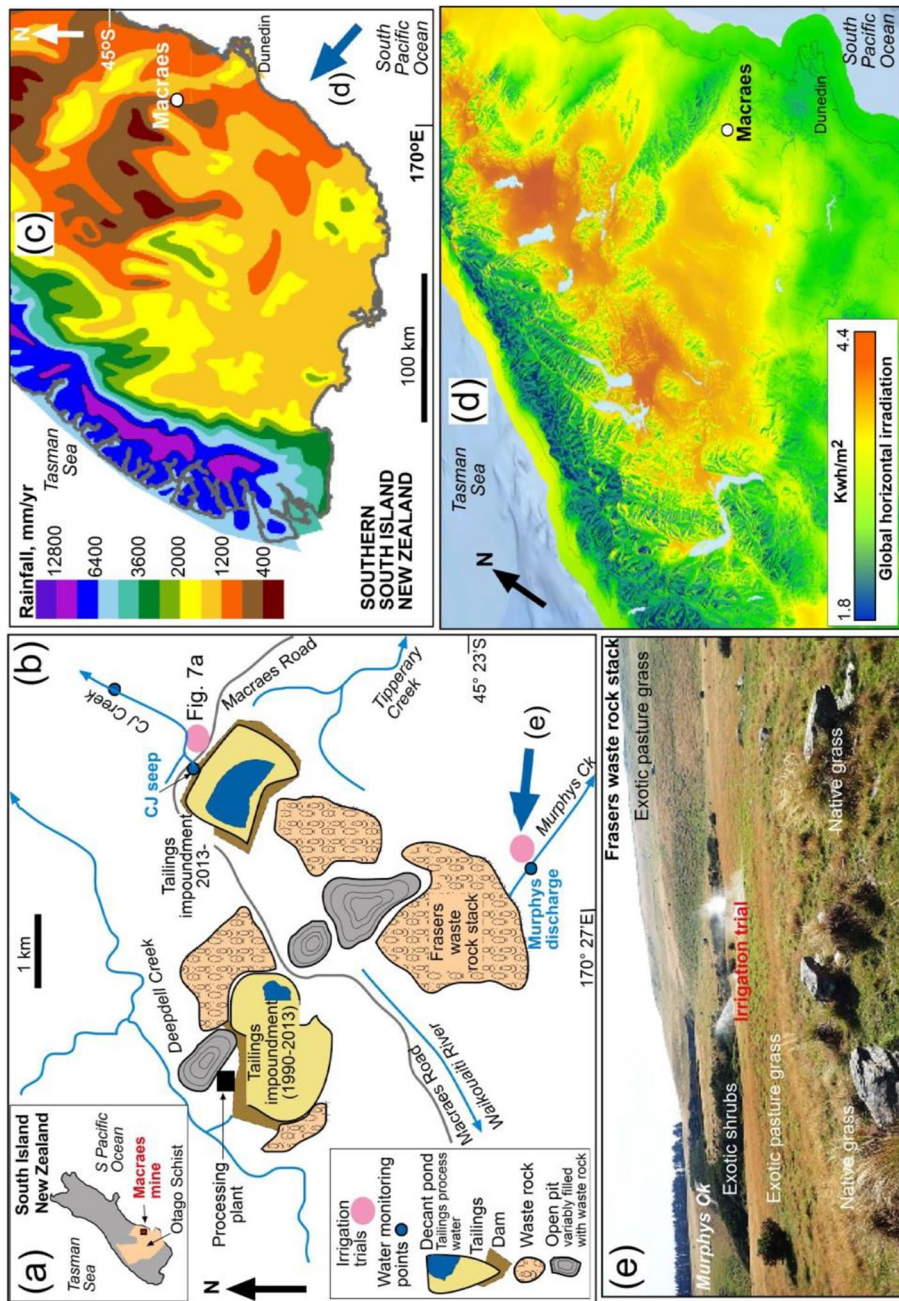 (a)
South Island
New Zealand
Tasman
Sea
S Pacific
Ocean
Macraes
mine
Otago Schist
N
(b)
1 km
Deepdell Creek
Processing
plant
Tailings
impoundment
(1990-2013)
Tailings
impoundment
2013-
CJ seep
CJ Creek
Fig. 7a
Macraes Road
Tipperary
Creek
45° 23'S
(e)
Murphys Ck
Murphys
discharge
170° 27'E
Frasers
waste
rock stack
Macraes Road
Waikouaiti River
Irrigation
trials
Water monitoring
points
Decant pond
Tailings process
water
Tailings
Dam
Waste rock
Open pit
variably filled
with waste rock
(c)
Rainfall, mm/yr
12800
6400
3600
2000
1200
400
Tasman
Sea
N
45°S
Macraes
Dunedin
(d)
South
Pacific
Ocean
170ºE
100 km
SOUTHERN
SOUTH ISLAND
NEW ZEALAND
(d)
Tasman
Sea
N
Macraes
Dunedin
South
Pacific
Ocean
1.8
Kwh/m²
4.4
Global horizontal irradiation
(e)
Frasers waste rock stack
Exotic pasture grass
Murphys Ck
Exotic shrubs
Irrigation trial
Exotic pasture grass
Native grass
Native grass